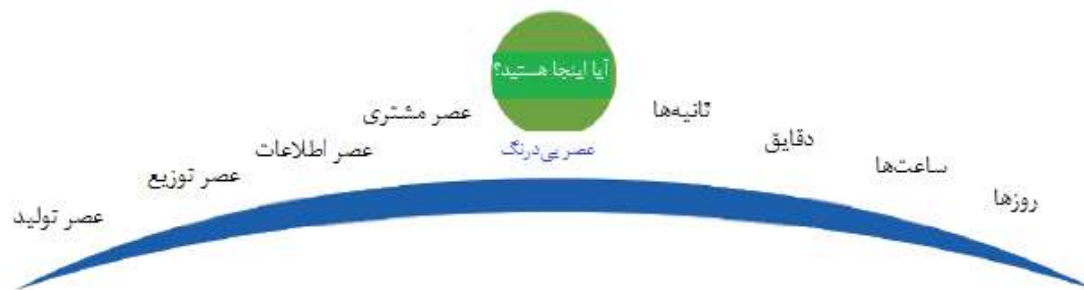 آیا اینجا هستید؟
عصر بی‌درنگ
ثانیه‌ها
دقایق
ساعت‌ها
روزها
عصر مشتری
عصر اطلاعات
عصر توزیع
عصر تولید